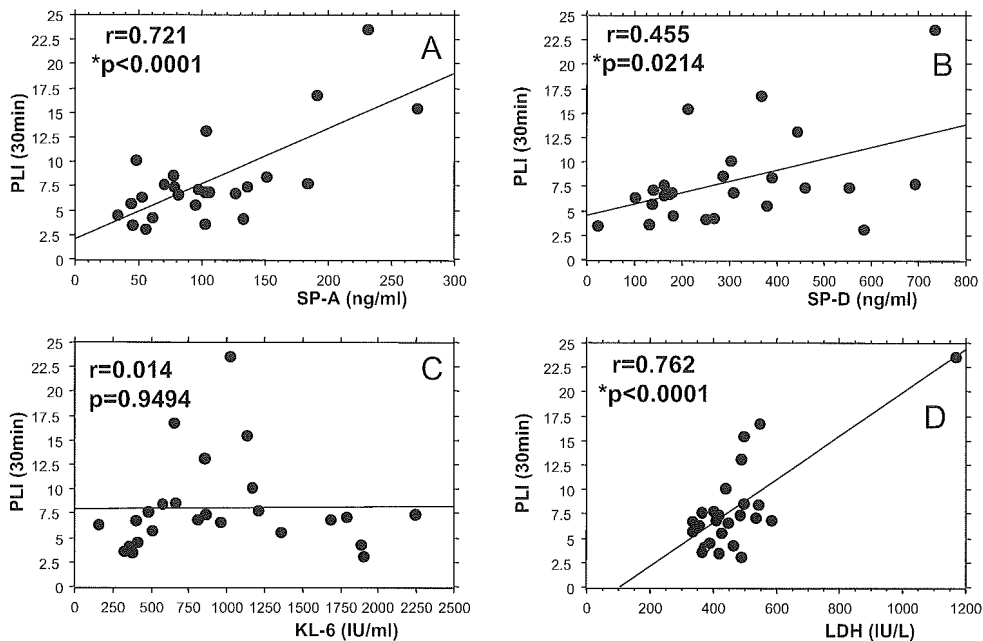 r=0.721
*p<0.0001
A
PLI (30min)
25
22.5
20
17.5
15
12.5
10
7.5
5
2.5
0
0 50 100 150 200 250 300
SP-A (ng/ml)
r=0.455
*p=0.0214
B
PLI (30min)
25
22.5
20
17.5
15
12.5
10
7.5
5
2.5
0
0 100 200 300 400 500 600 700 800
SP-D (ng/ml)
r=0.014
p=0.9494
C
PLI (30min)
25
22.5
20
17.5
15
12.5
10
7.5
5
2.5
0
0 250 500 750 1000 1250 1500 1750 2000 2250 2500
KL-6 (IU/ml)
r=0.762
*p<0.0001
D
PLI (30min)
25
22.5
20
17.5
15
12.5
10
7.5
5
2.5
0
0 200 400 600 800 1000 1200
LDH (IU/L)